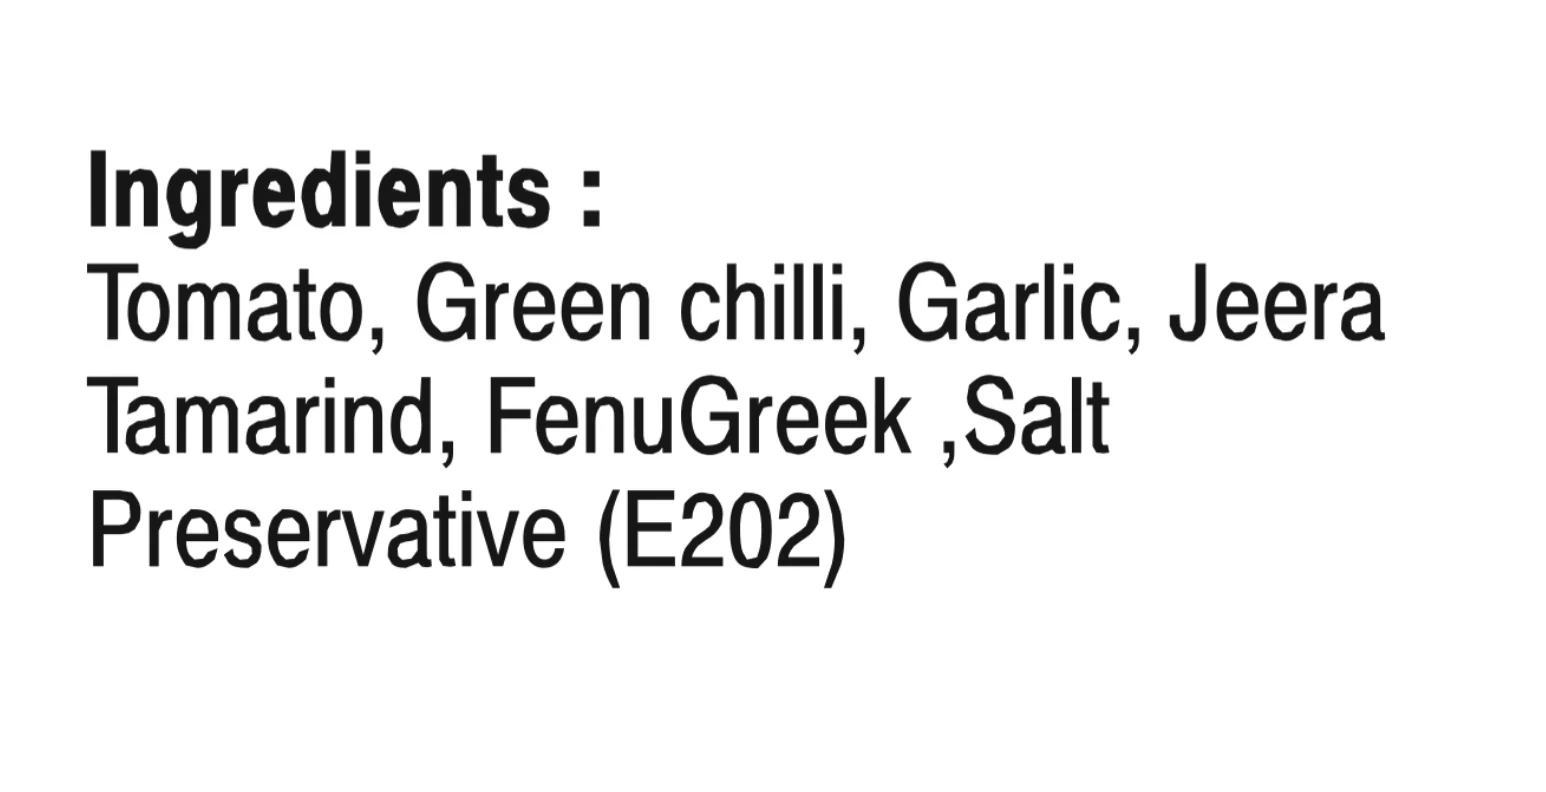 Ingredients :
Tomato, Green chilli, Garlic, Jeera
Tamarind, FenuGreek ,Salt
Preservative (E202)